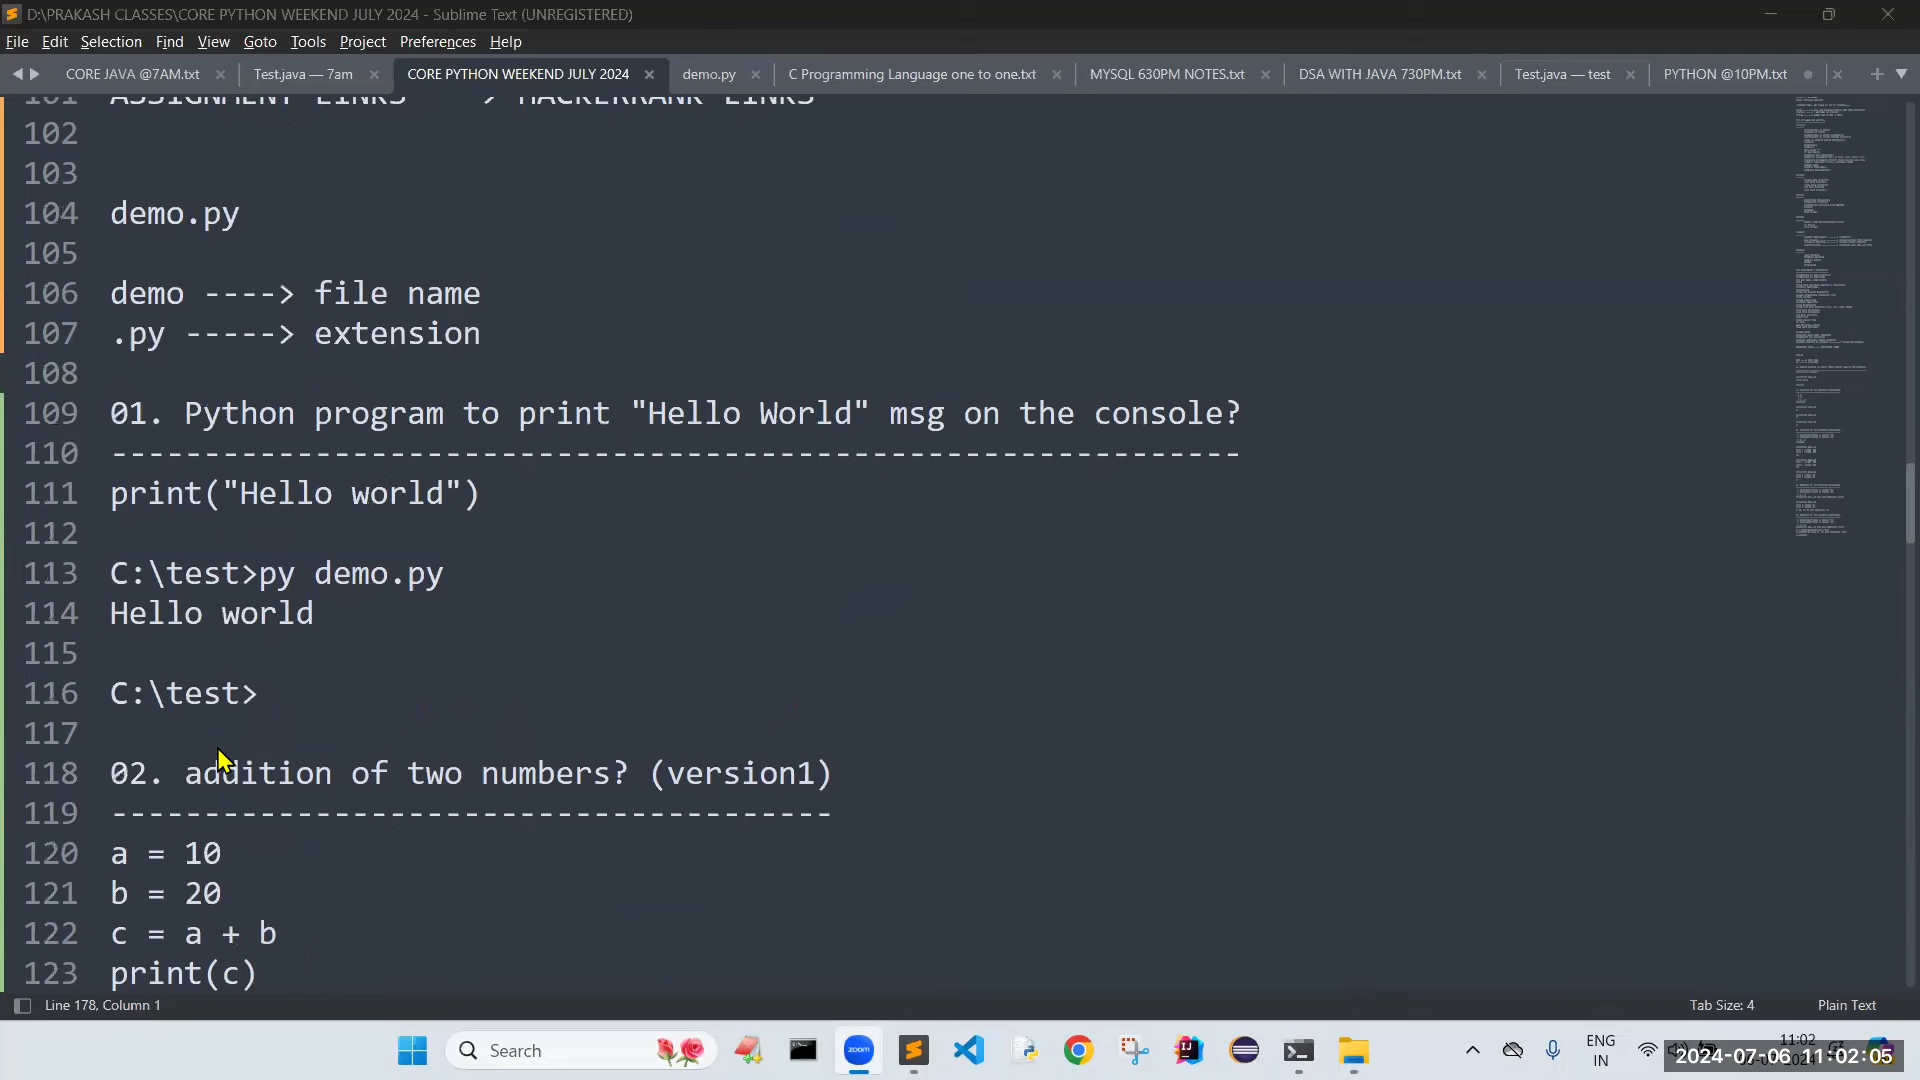 D:\PRAKASH CLASSES\CORE PYTHON WEEKEND JULY 2024 - Sublime Text (UNREGISTERED)
File Edit Selection Find View Goto Tools Project Preferences Help
CORE JAVA @7AM.txt Test.java — 7am CORE PYTHON WEEKEND JULY 2024 demo.py C Programming Language one to one.txt MYSQL 630PM NOTES.txt DSA WITH JAVA 730PM.txt Test.java — test PYTHON @10PM.txt
101 ASSIGNMENT LINKS ----> HACKERRANK LINKS
102
103
104 demo.py
105
106 demo ----> file name
107 .py -----> extension
108
109 01. Python program to print "Hello World" msg on the console?
110 -------------------------------------------------------------
111 print("Hello world")
112
113 C:\test>py demo.py
114 Hello world
115
116 C:\test>
117
118 02. addition of two numbers? (version1)
119 ---------------------------------------
120 a = 10
121 b = 20
122 c = a + b
123 print(c)
Line 178, Column 1 Tab Size: 4 Plain Text
Search
zoom
ENG
IN
11:02
2024-07-06 11:02:05